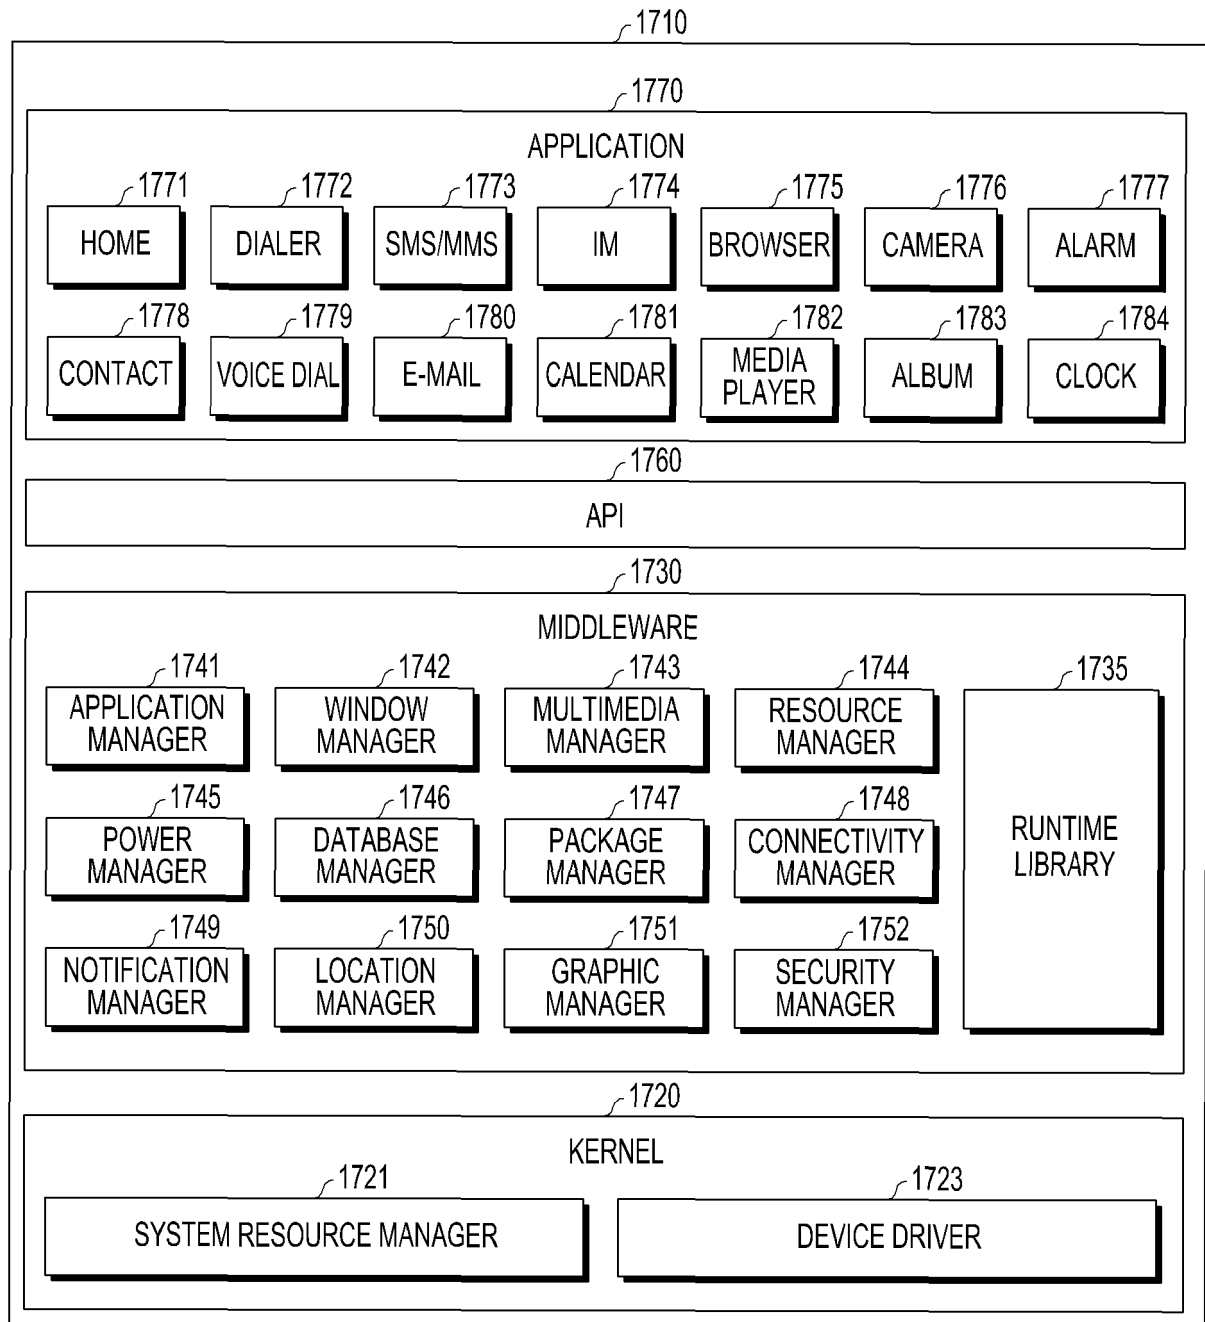 1710
1770
APPLICATION
1771 1772 1773 1774 1775 1776 1777
HOME DIALER SMS/MMS IM BROWSER CAMERA ALARM
1778 1779 1780 1781 1782 1783 1784
CONTACT VOICE DIAL E-MAIL CALENDAR MEDIA PLAYER ALBUM CLOCK
1760
API
1730
MIDDLEWARE
1741 1742 1743 1744 1735
APPLICATION MANAGER WINDOW MANAGER MULTIMEDIA MANAGER RESOURCE MANAGER
1745 1746 1747 1748
POWER MANAGER DATABASE MANAGER PACKAGE MANAGER CONNECTIVITY MANAGER RUNTIME LIBRARY
1749 1750 1751 1752
NOTIFICATION MANAGER LOCATION MANAGER GRAPHIC MANAGER SECURITY MANAGER
1720
KERNEL
1721 1723
SYSTEM RESOURCE MANAGER DEVICE DRIVER